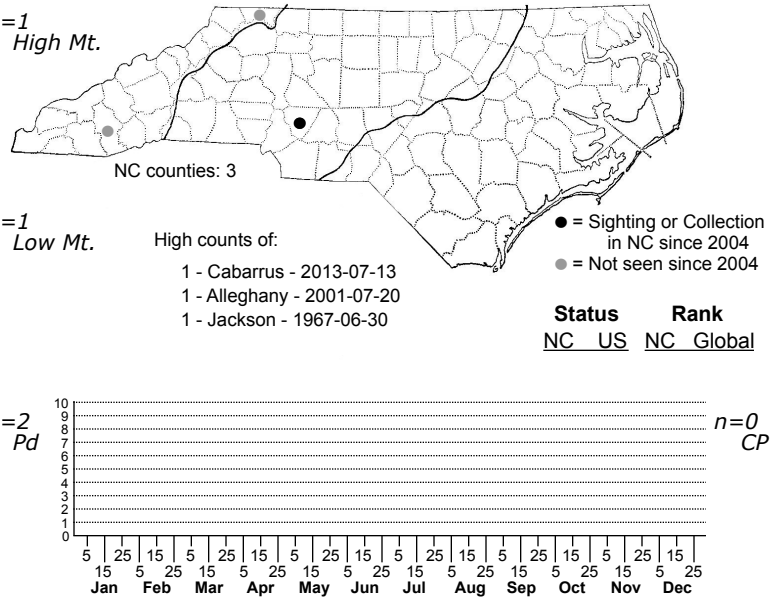 =1
High Mt.
NC counties: 3
=1
Low Mt.
High counts of:
1 - Cabarrus - 2013-07-13
1 - Alleghany - 2001-07-20
1 - Jackson - 1967-06-30
= Sighting or Collection
in NC since 2004
= Not seen since 2004
Status Rank
NC US NC Global
=2
Pd
n=0
CP
10
9
8
7
6
5
4
3
2
1
0
5 25 15 5 25 15 5 25 15 5 25 15 5 25 15 5 25 15
15 5 25 15 5 25 15 5 25 15 5 25 15 5 25 15 5 25
Jan Feb Mar Apr May Jun Jul Aug Sep Oct Nov Dec